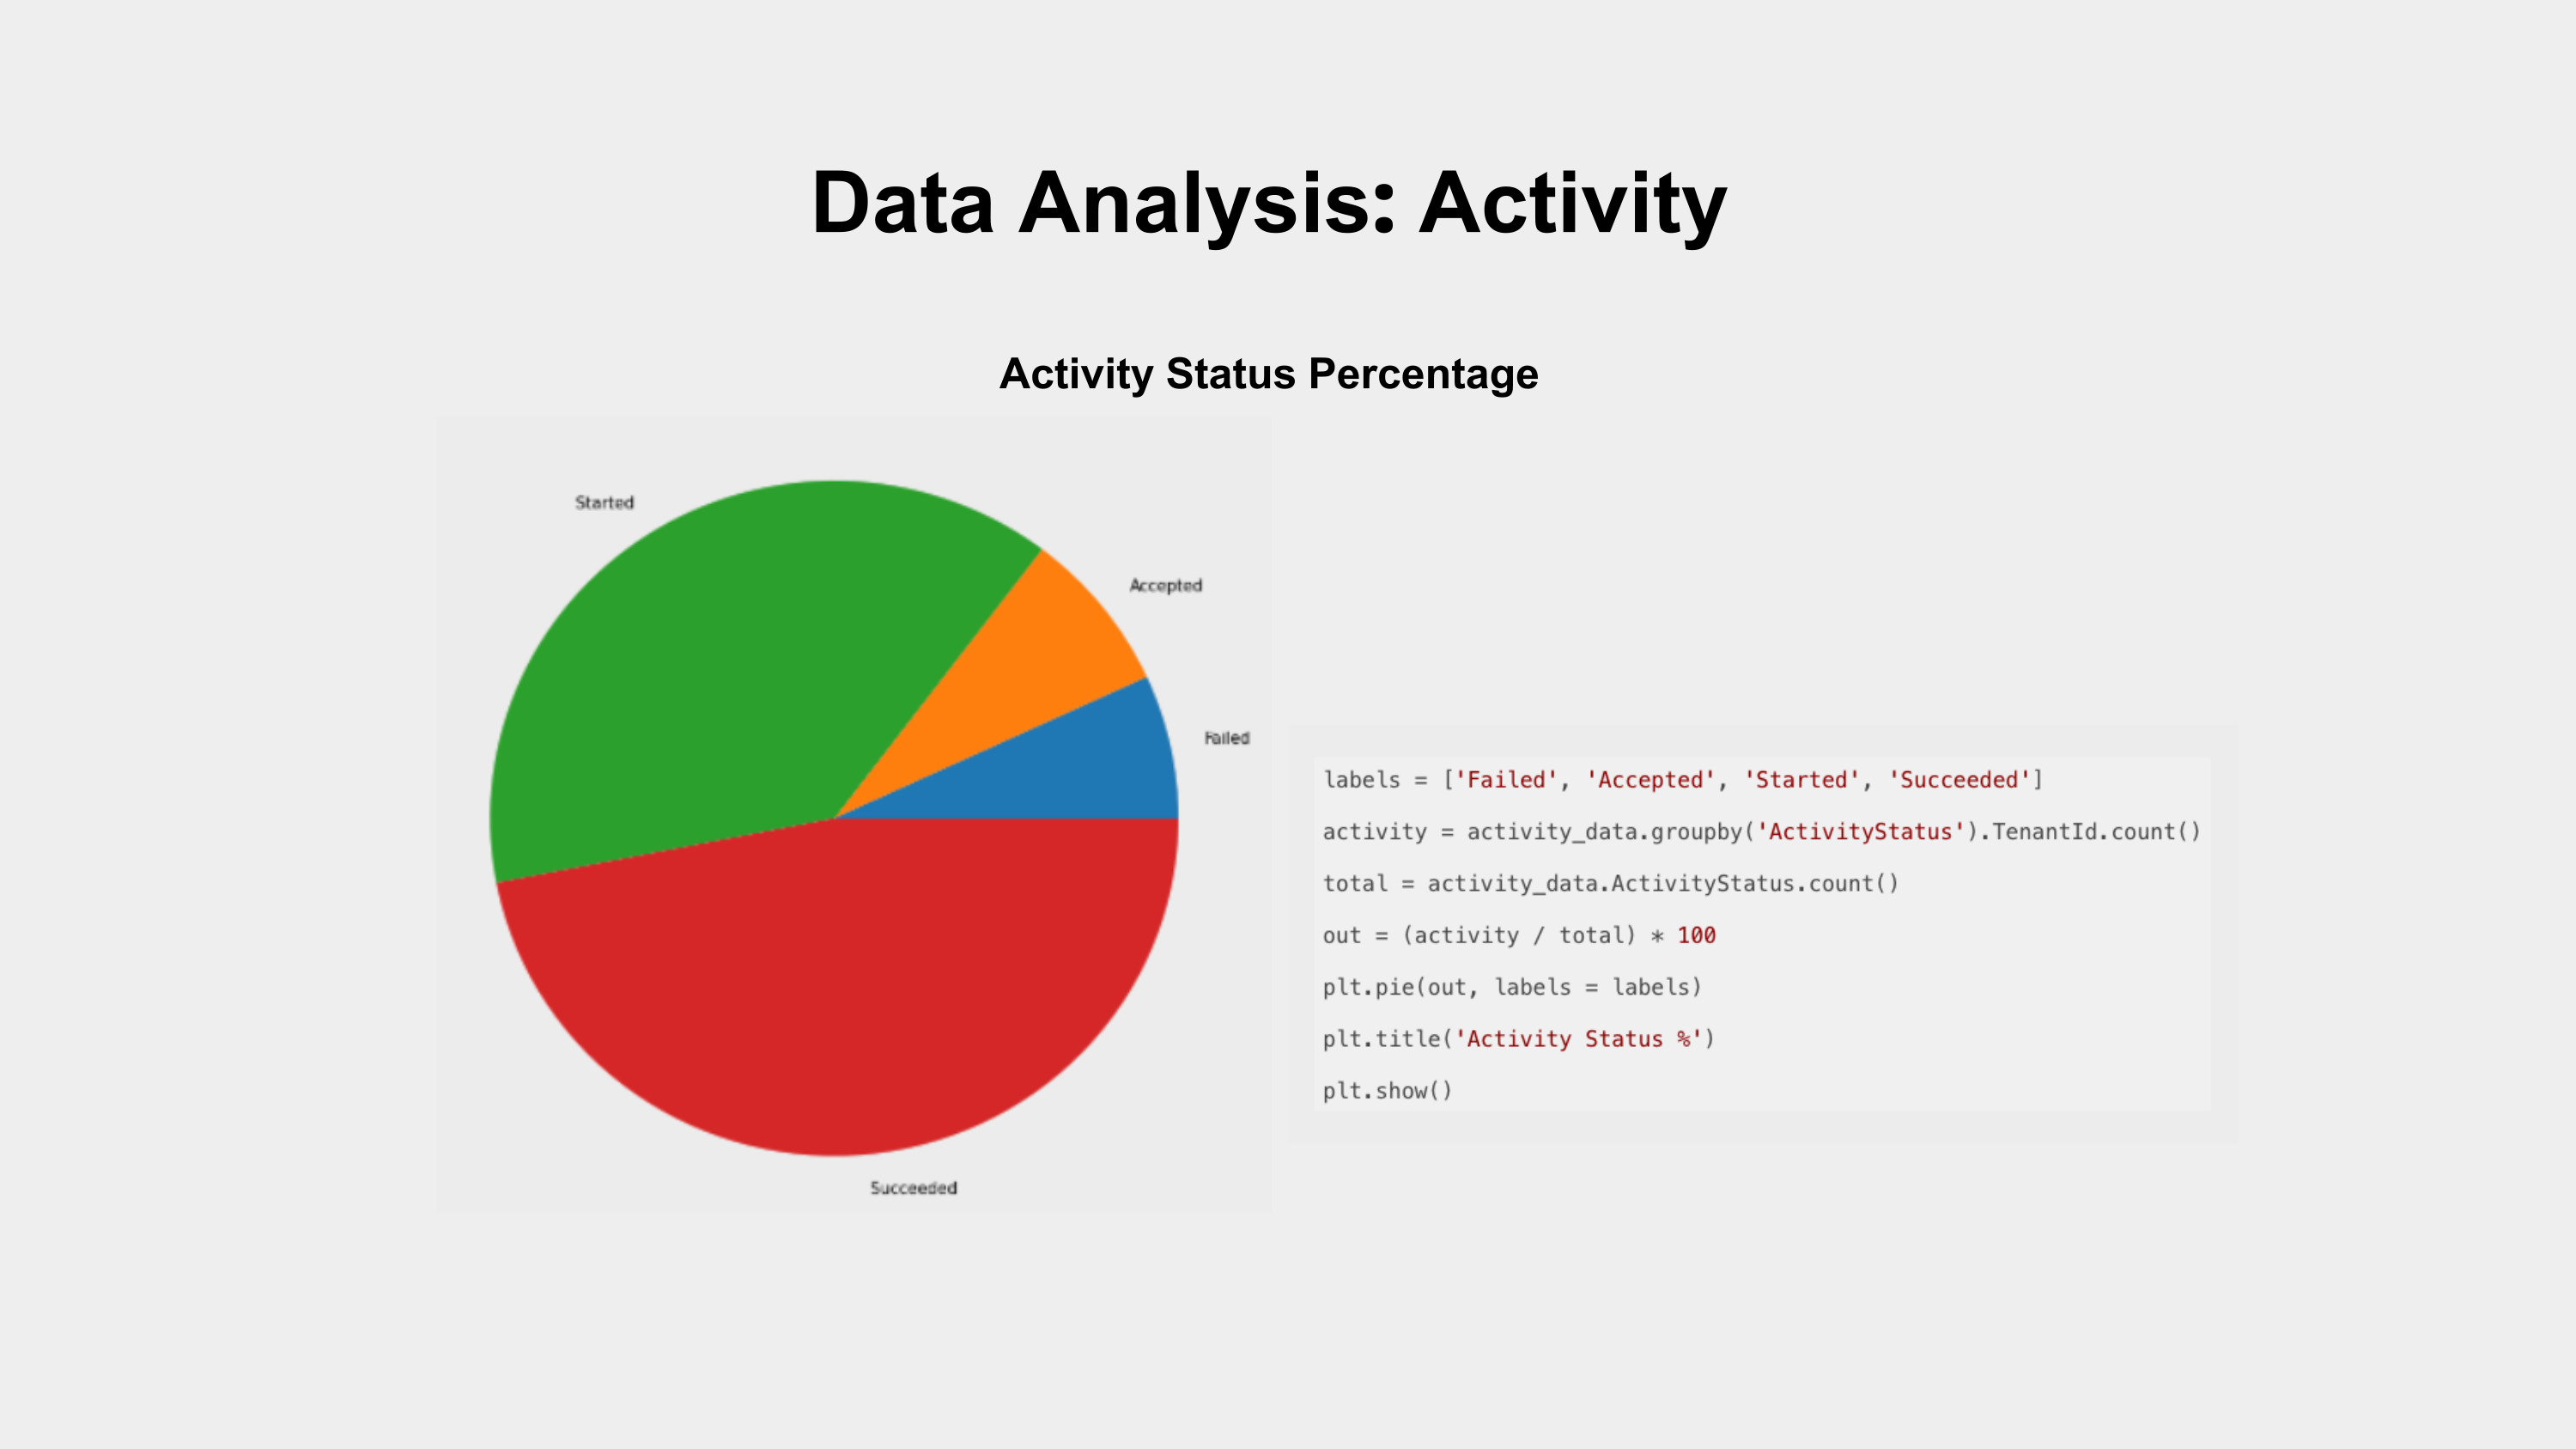 Data Analysis: Activity
Activity Status Percentage
Started
Accepted
Failed
Succeeded
labels = ['Failed', 'Accepted', 'Started', 'Succeeded']
activity = activity_data.groupby('ActivityStatus').TenantId.count()
total = activity_data.ActivityStatus.count()
out = (activity / total) * 100
plt.pie(out, labels = labels)
plt.title('Activity Status %')
plt.show()